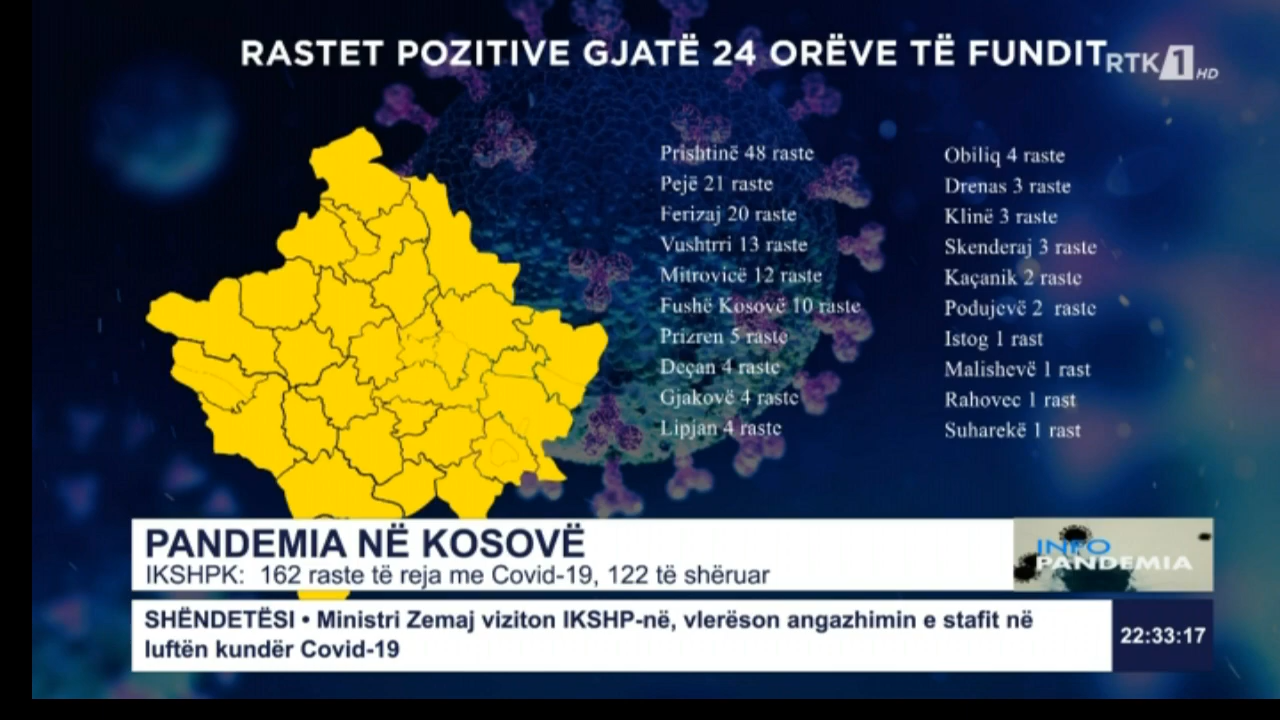 RASTET POZITIVE GJATË 24 ORËVE TË FUNDIT
RTK 1 HD
Prishtinë 48 raste
Pejë 21 raste
Ferizaj 20 raste
Vushtrri 13 raste
Mitrovicë 12 raste
Fushë Kosovë 10 raste
Prizren 5 raste
Deçan 4 raste
Gjakovë 4 raste
Lipjan 4 raste
Obiliq 4 raste
Drenas 3 raste
Klinë 3 raste
Skenderaj 3 raste
Kaçanik 2 raste
Podujevë 2 raste
Istog 1 rast
Malishevë 1 rast
Rahovec 1 rast
Suharekë 1 rast
PANDEMIA NË KOSOVË
IKSHPK: 162 raste të reja me Covid-19, 122 të shëruar
INFO
PANDEMIA
SHËNDETËSI • Ministri Zemaj viziton IKSHP-në, vlerëson angazhimin e stafit në
luftën kundër Covid-19
22:33:17